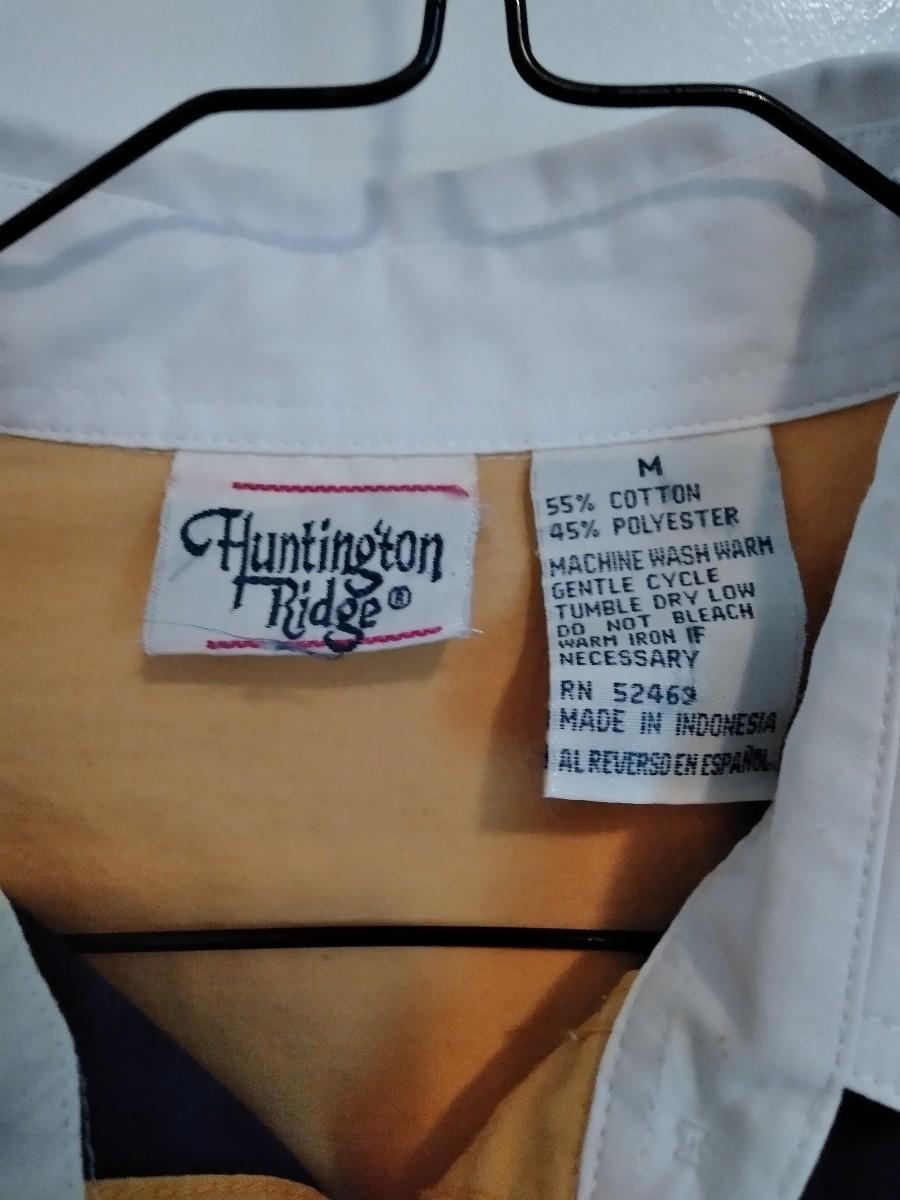 Huntington
Ridge®
M
55% COTTON
45% POLYESTER
MACHINE WASH WARM
GENTLE CYCLE
TUMBLE DRY LOW
DO NOT BLEACH
WARM IRON IF
NECESSARY
RN 52469
MADE IN INDONESIA
AL REVERSO EN ESPAÑOL